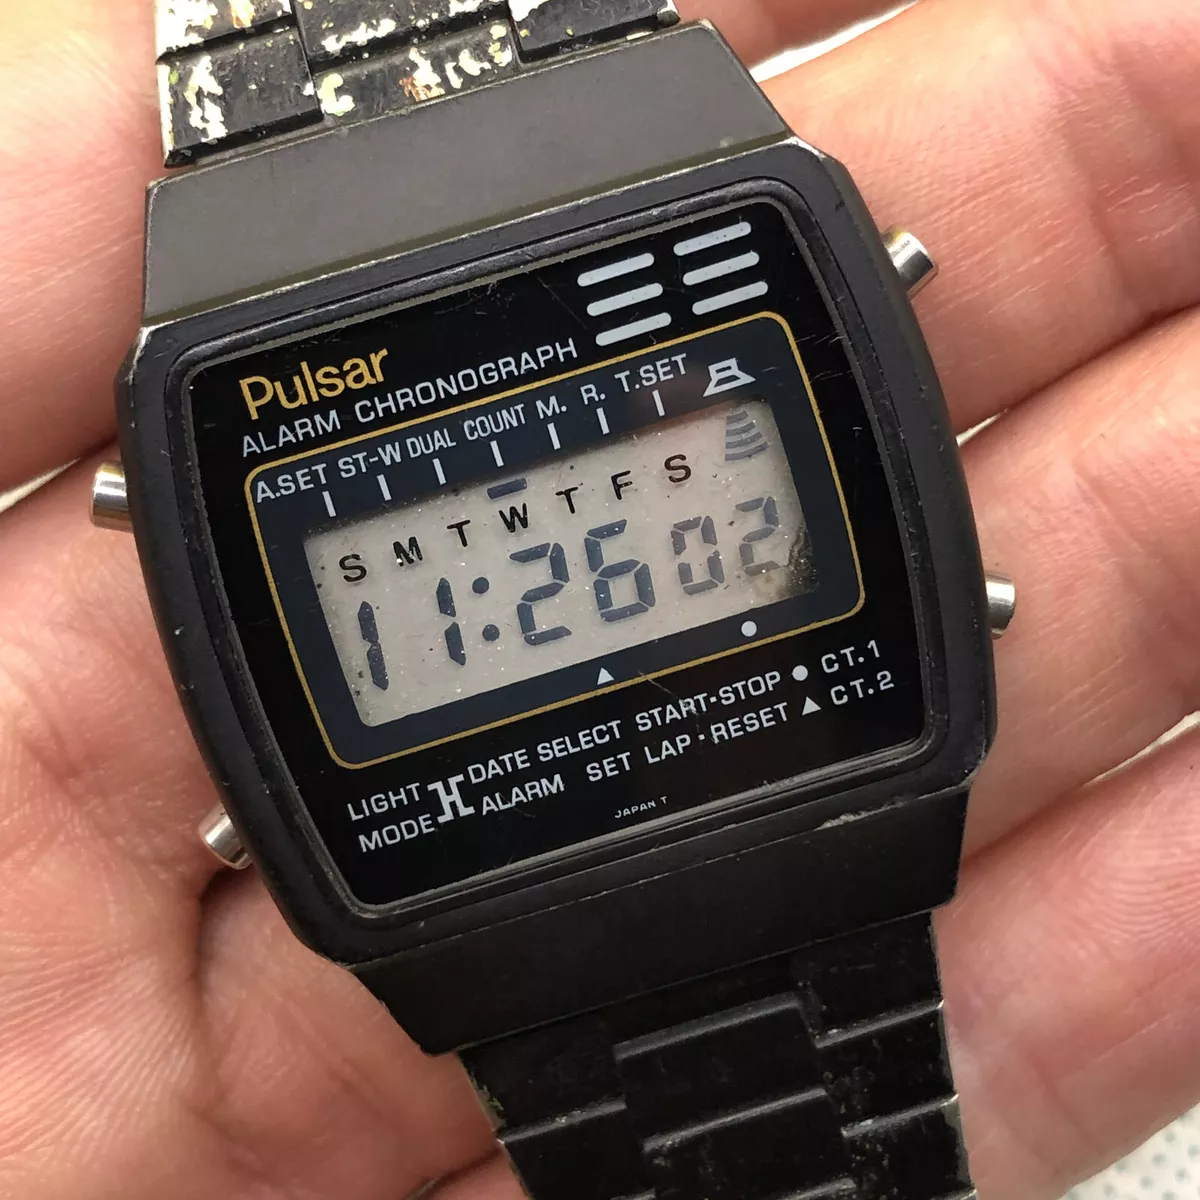 Pulsar
ALARM CHRONOGRAPH
A.SET ST-W DUAL COUNT M. R. T.SET
S M T W T F S
11:26 02
LIGHT DATE SELECT START·STOP ● CT.1
MODE ALARM SET LAP·RESET ▲ CT.2
JAPAN T